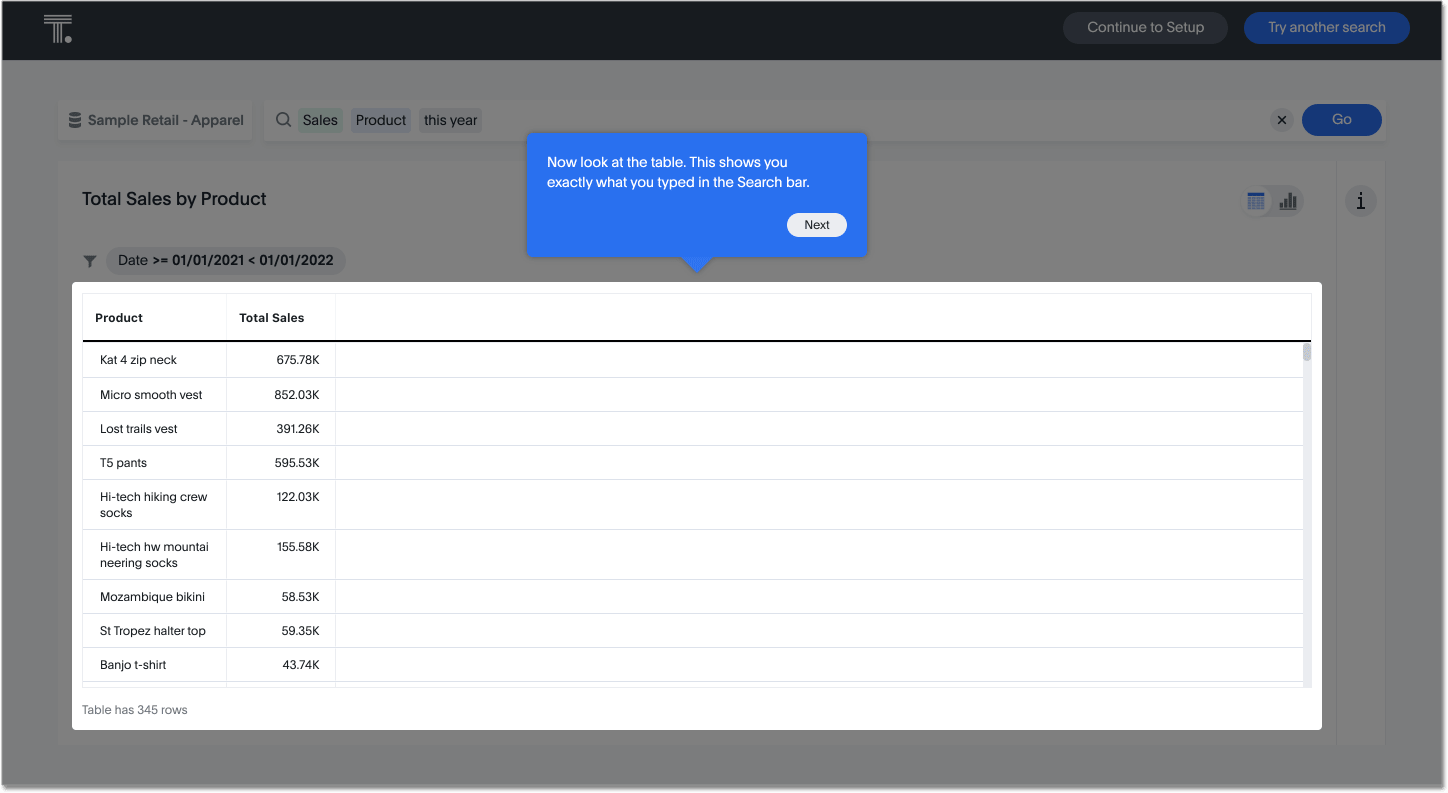 T.
Continue to Setup
Try another search
Sample Retail - Apparel
Sales Product this year
Go
Now look at the table. This shows you
exactly what you typed in the Search bar.
Next
Total Sales by Product
i
Date >= 01/01/2021 < 01/01/2022
Product Total Sales
Kat 4 zip neck 675.78K
Micro smooth vest 852.03K
Lost trails vest 391.26K
T5 pants 595.53K
Hi-tech hiking crew 122.03K
socks
Hi-tech hw mountai 155.58K
neering socks
Mozambique bikini 58.53K
St Tropez halter top 59.35K
Banjo t-shirt 43.74K
Table has 345 rows